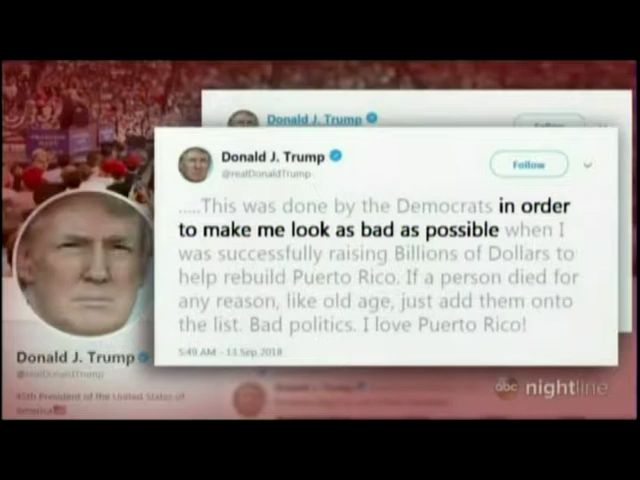 Donald J. Trump
Follow
Donald J. Trump
@realDonaldTrump
Follow
.....This was done by the Democrats in order
to make me look as bad as possible when I
was successfully raising Billions of Dollars to
help rebuild Puerto Rico. If a person died for
any reason, like old age, just add them onto
the list. Bad politics. I love Puerto Rico!
5:49 AM - 13 Sep 2018
Donald J. Trump
@realDonaldTrump
45th President of the United States of
America
Donald J. Trump
abc nightline